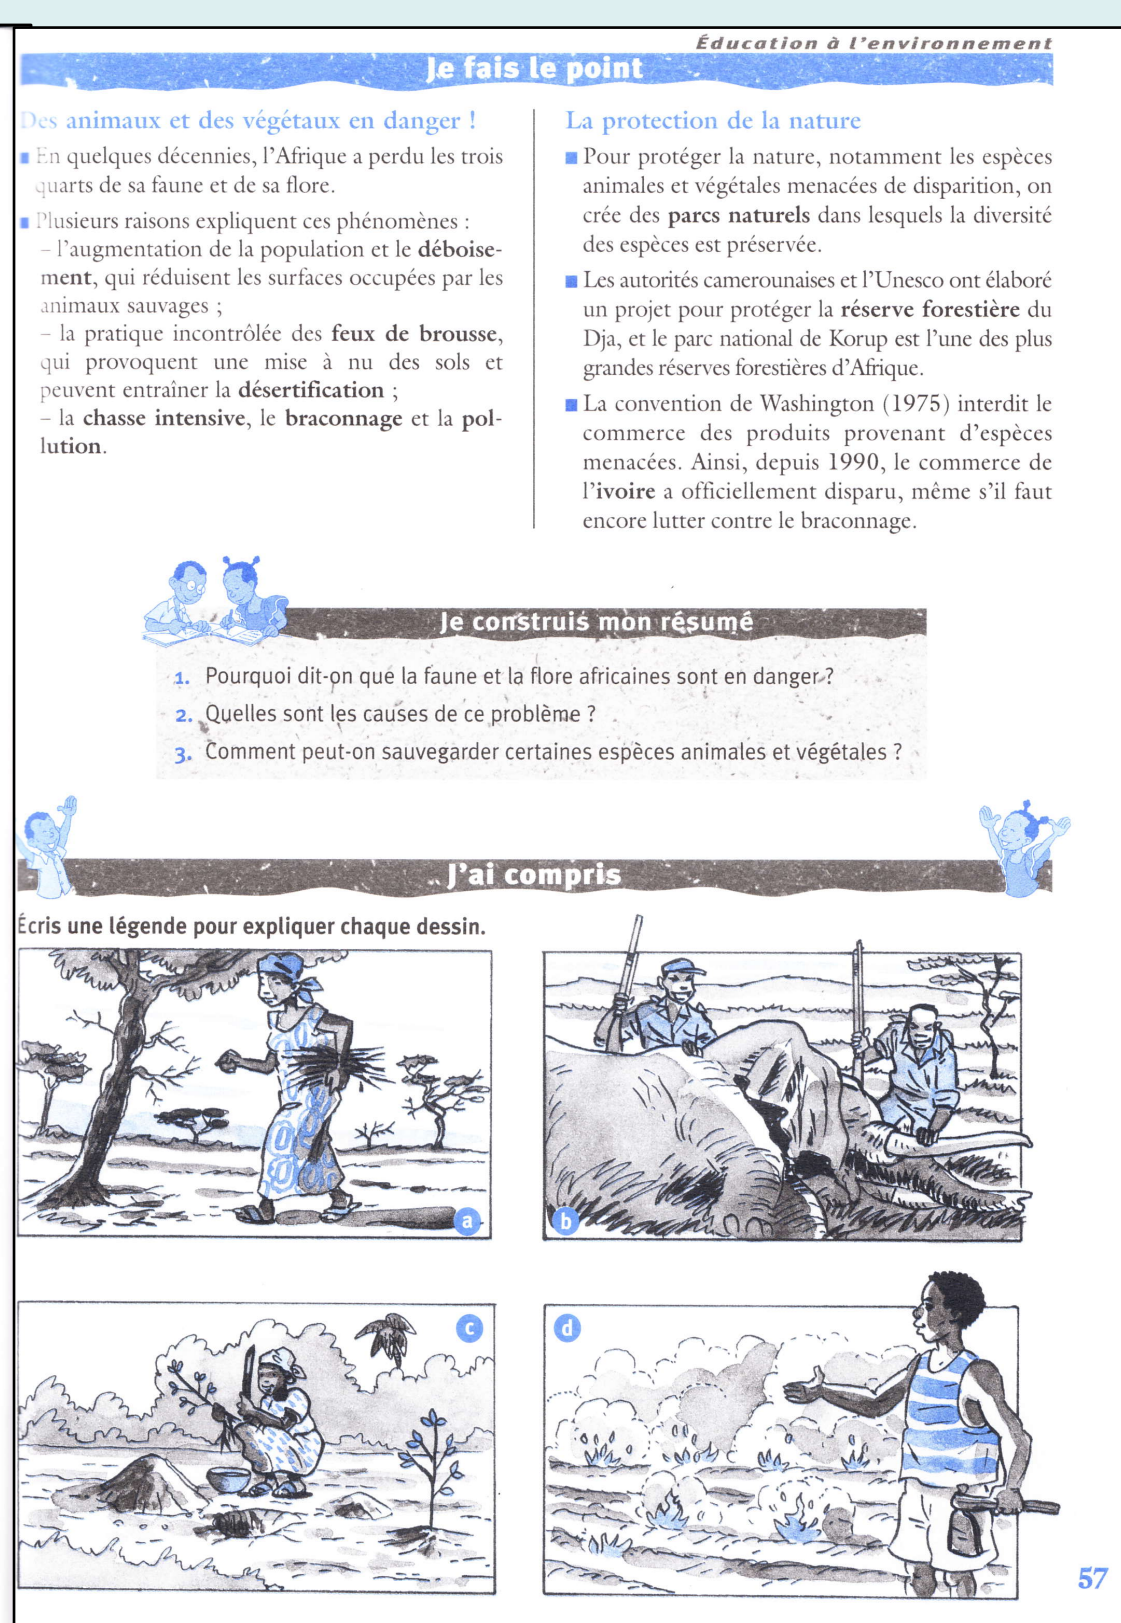 Éducation à l'environnement
Je fais le point
Des animaux et des végétaux en danger !
En quelques décennies, l'Afrique a perdu les trois
quarts de sa faune et de sa flore.
Plusieurs raisons expliquent ces phénomènes :
– l'augmentation de la population et le déboise-
ment, qui réduisent les surfaces occupées par les
animaux sauvages ;
– la pratique incontrôlée des feux de brousse,
qui provoquent une mise à nu des sols et
peuvent entraîner la désertification ;
– la chasse intensive, le braconnage et la pol-
lution.
La protection de la nature
Pour protéger la nature, notamment les espèces
animales et végétales menacées de disparition, on
crée des parcs naturels dans lesquels la diversité
des espèces est préservée.
Les autorités camerounaises et l'Unesco ont élaboré
un projet pour protéger la réserve forestière du
Dja, et le parc national de Korup est l'une des plus
grandes réserves forestières d'Afrique.
La convention de Washington (1975) interdit le
commerce des produits provenant d'espèces
menacées. Ainsi, depuis 1990, le commerce de
l'ivoire a officiellement disparu, même s'il faut
encore lutter contre le braconnage.
Je construis mon résumé
1. Pourquoi dit-on que la faune et la flore africaines sont en danger ?
2. Quelles sont les causes de ce problème ?
3. Comment peut-on sauvegarder certaines espèces animales et végétales ?
J'ai compris
Écris une légende pour expliquer chaque dessin.
a
b
c
d
57